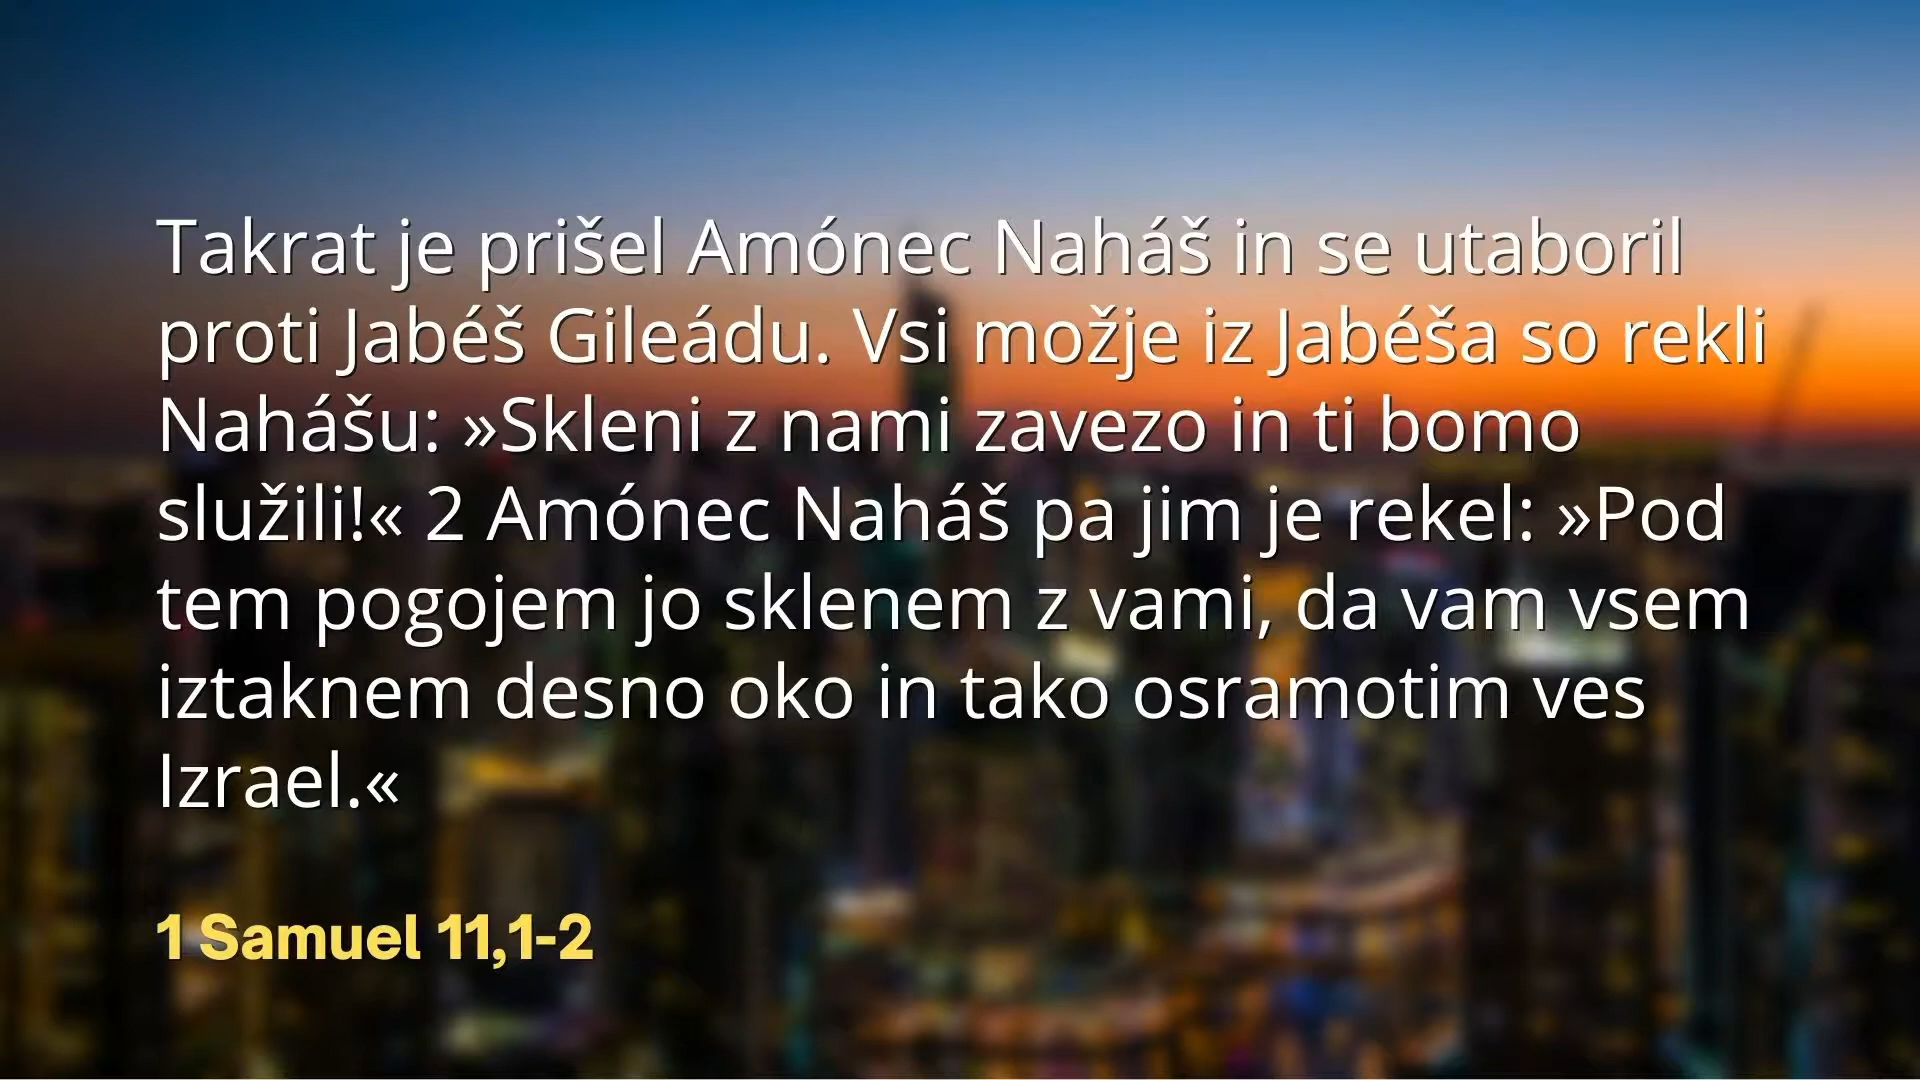 Takrat je prišel Amónec Naháš in se utaboril
proti Jabéš Gileádu. Vsi možje iz Jabéša so rekli
Nahášu: »Skleni z nami zavezo in ti bomo
služili!« 2 Amónec Naháš pa jim je rekel: »Pod
tem pogojem jo sklenem z vami, da vam vsem
iztaknem desno oko in tako osramotim ves
Izrael.«
1 Samuel 11,1-2